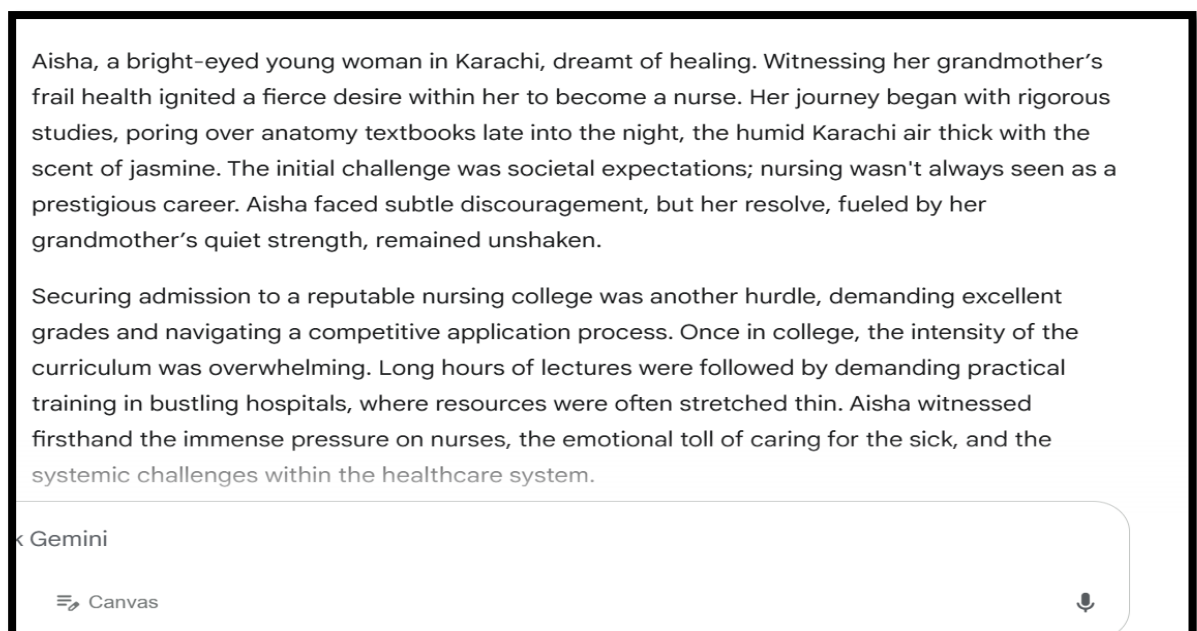 Aisha, a bright-eyed young woman in Karachi, dreamt of healing. Witnessing her grandmother’s
frail health ignited a fierce desire within her to become a nurse. Her journey began with rigorous
studies, poring over anatomy textbooks late into the night, the humid Karachi air thick with the
scent of jasmine. The initial challenge was societal expectations; nursing wasn't always seen as a
prestigious career. Aisha faced subtle discouragement, but her resolve, fueled by her
grandmother’s quiet strength, remained unshaken.
Securing admission to a reputable nursing college was another hurdle, demanding excellent
grades and navigating a competitive application process. Once in college, the intensity of the
curriculum was overwhelming. Long hours of lectures were followed by demanding practical
training in bustling hospitals, where resources were often stretched thin. Aisha witnessed
firsthand the immense pressure on nurses, the emotional toll of caring for the sick, and the
systemic challenges within the healthcare system.
k Gemini
Canvas